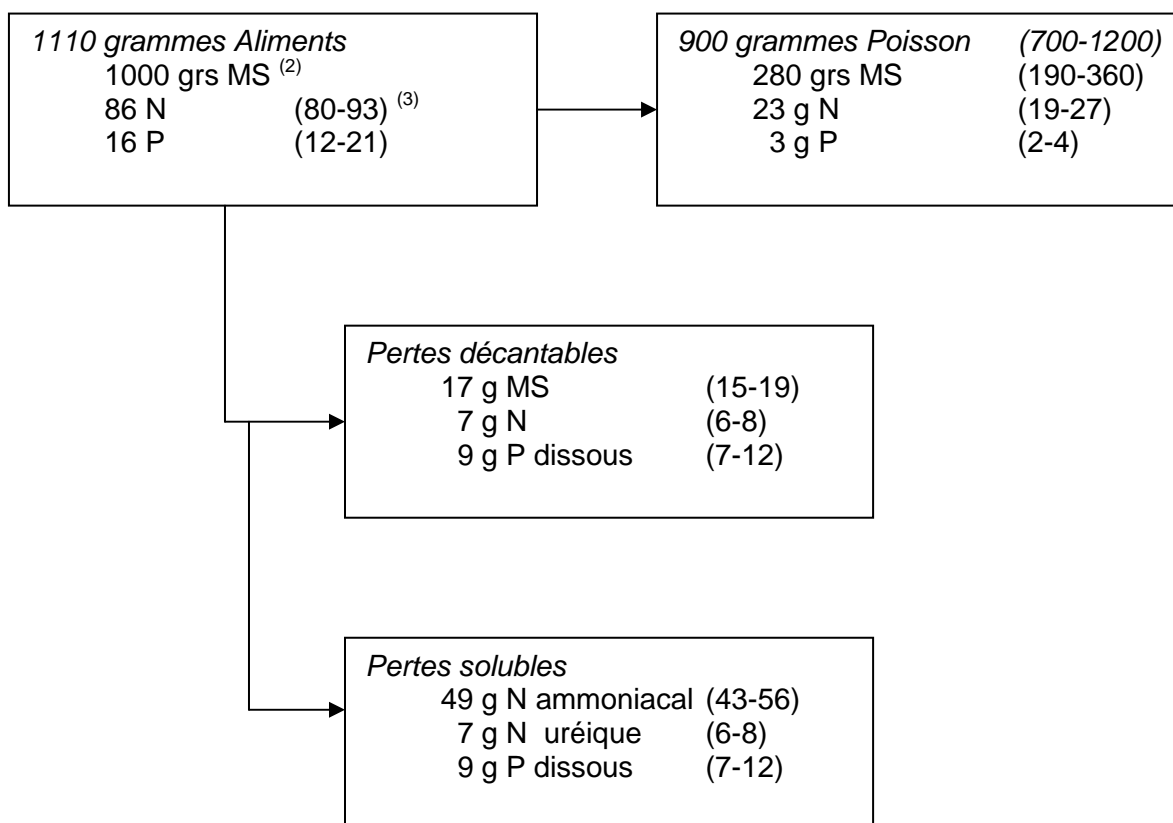 1110 grammes Aliments
1000 grs MS (2)
86 N (80-93) (3)
16 P (12-21)
900 grammes Poisson (700-1200)
280 grs MS (190-360)
23 g N (19-27)
3 g P (2-4)
Pertes décantables
17 g MS (15-19)
7 g N (6-8)
9 g P dissous (7-12)
Pertes solubles
49 g N ammoniacal (43-56)
7 g N uréique (6-8)
9 g P dissous (7-12)